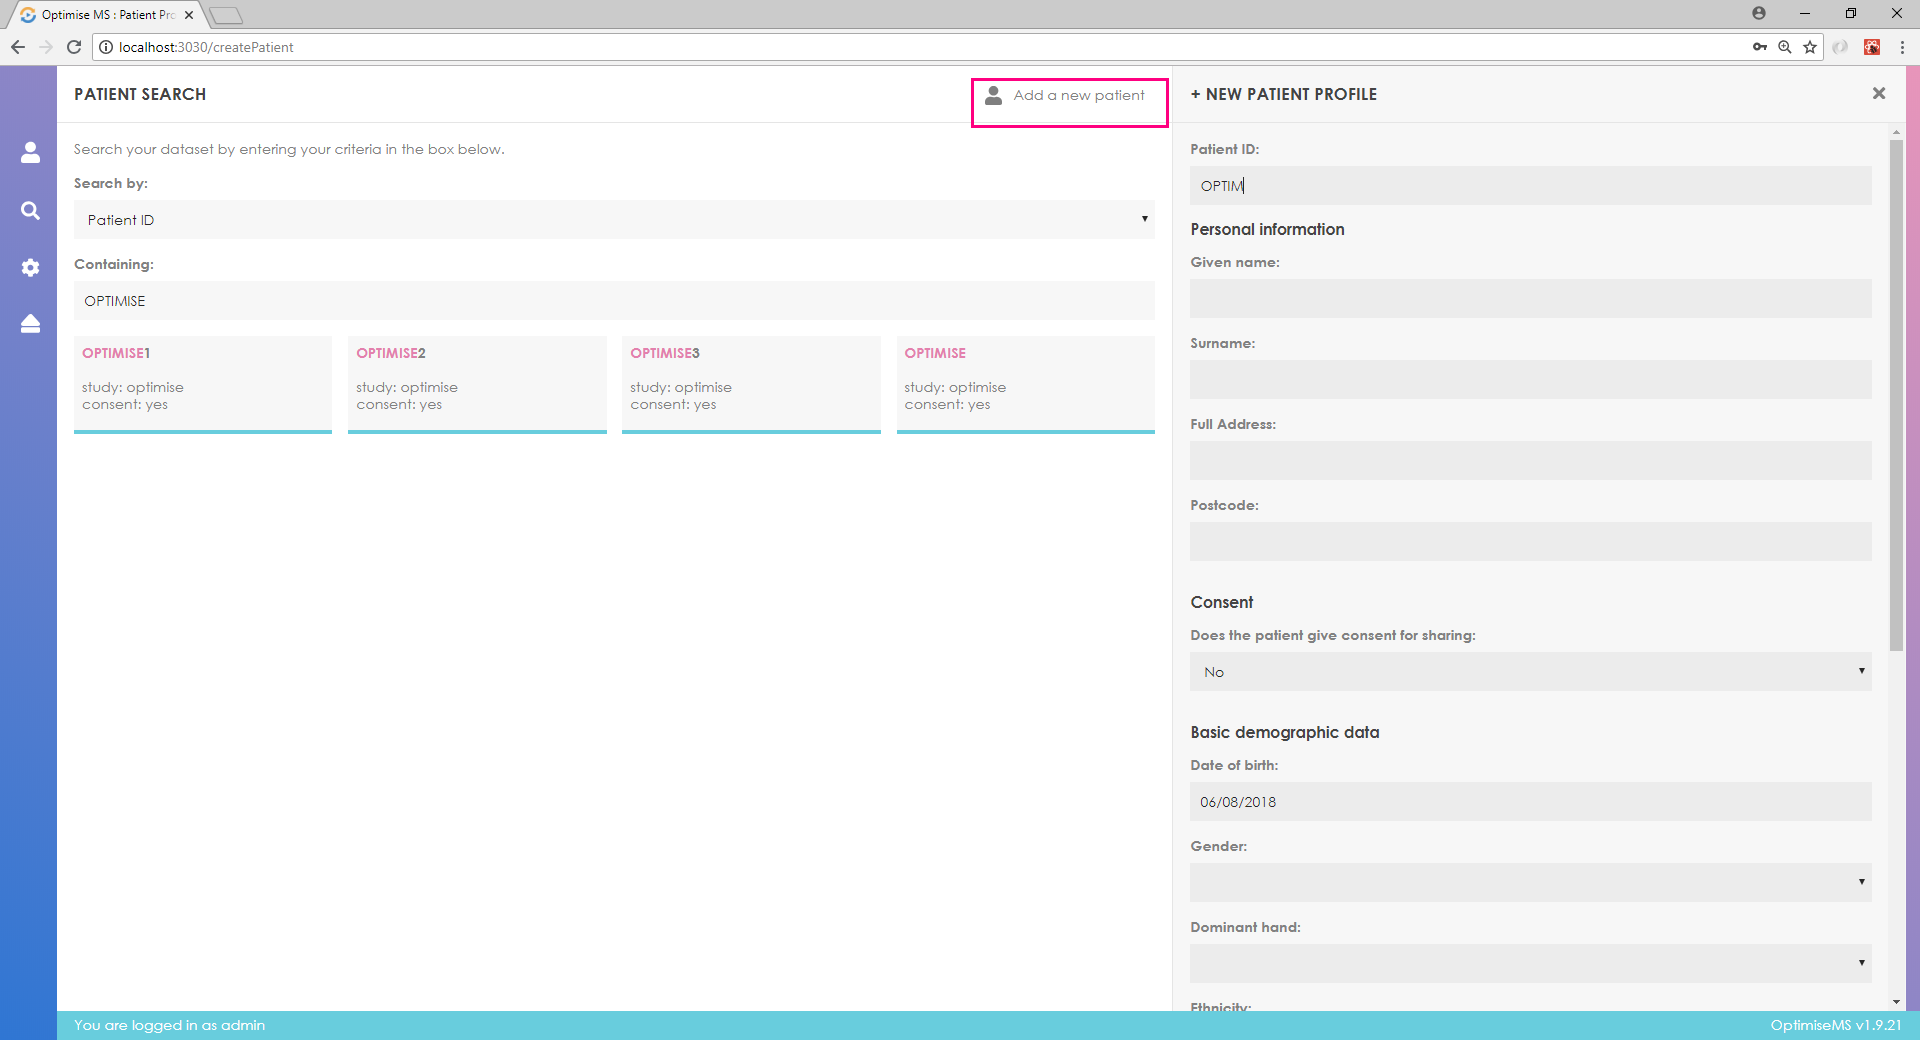 Optimise MS : Patient Pro
localhost:3030/createPatient
PATIENT SEARCH
Add a new patient
Search your dataset by entering your criteria in the box below.
Search by:
Patient ID
Containing:
OPTIMISE
OPTIMISE1
study: optimise
consent: yes
OPTIMISE2
study: optimise
consent: yes
OPTIMISE3
study: optimise
consent: yes
OPTIMISE
study: optimise
consent: yes
+ NEW PATIENT PROFILE
Patient ID:
OPTIM
Personal information
Given name:
Surname:
Full Address:
Postcode:
Consent
Does the patient give consent for sharing:
No
Basic demographic data
Date of birth:
06/08/2018
Gender:
Dominant hand:
Ethnicity:
You are logged in as admin
OptimiseMS v1.9.21